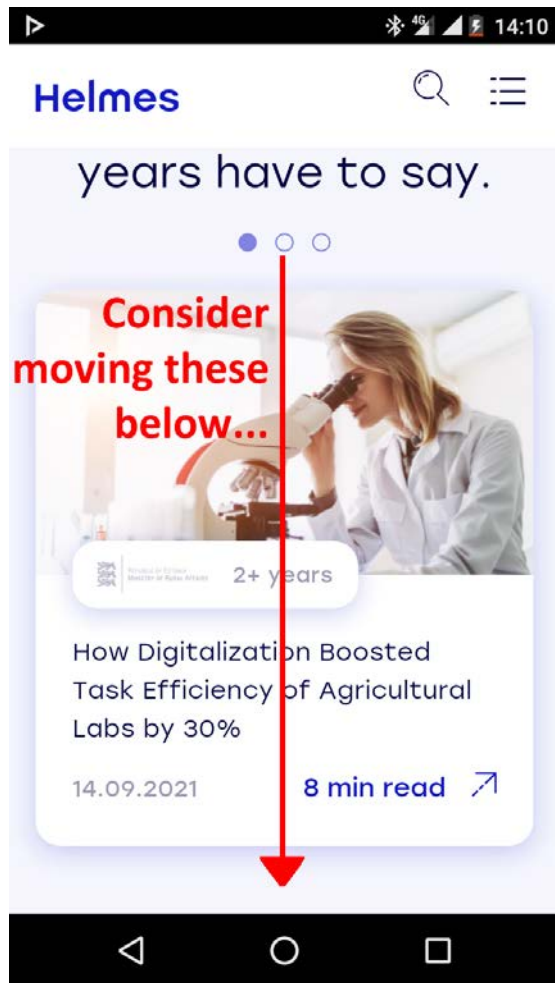 4G 14:10
Helmes
years have to say.
Consider
moving these
below...
2+ years
How Digitalization Boosted
Task Efficiency of Agricultural
Labs by 30%
14.09.2021 8 min read